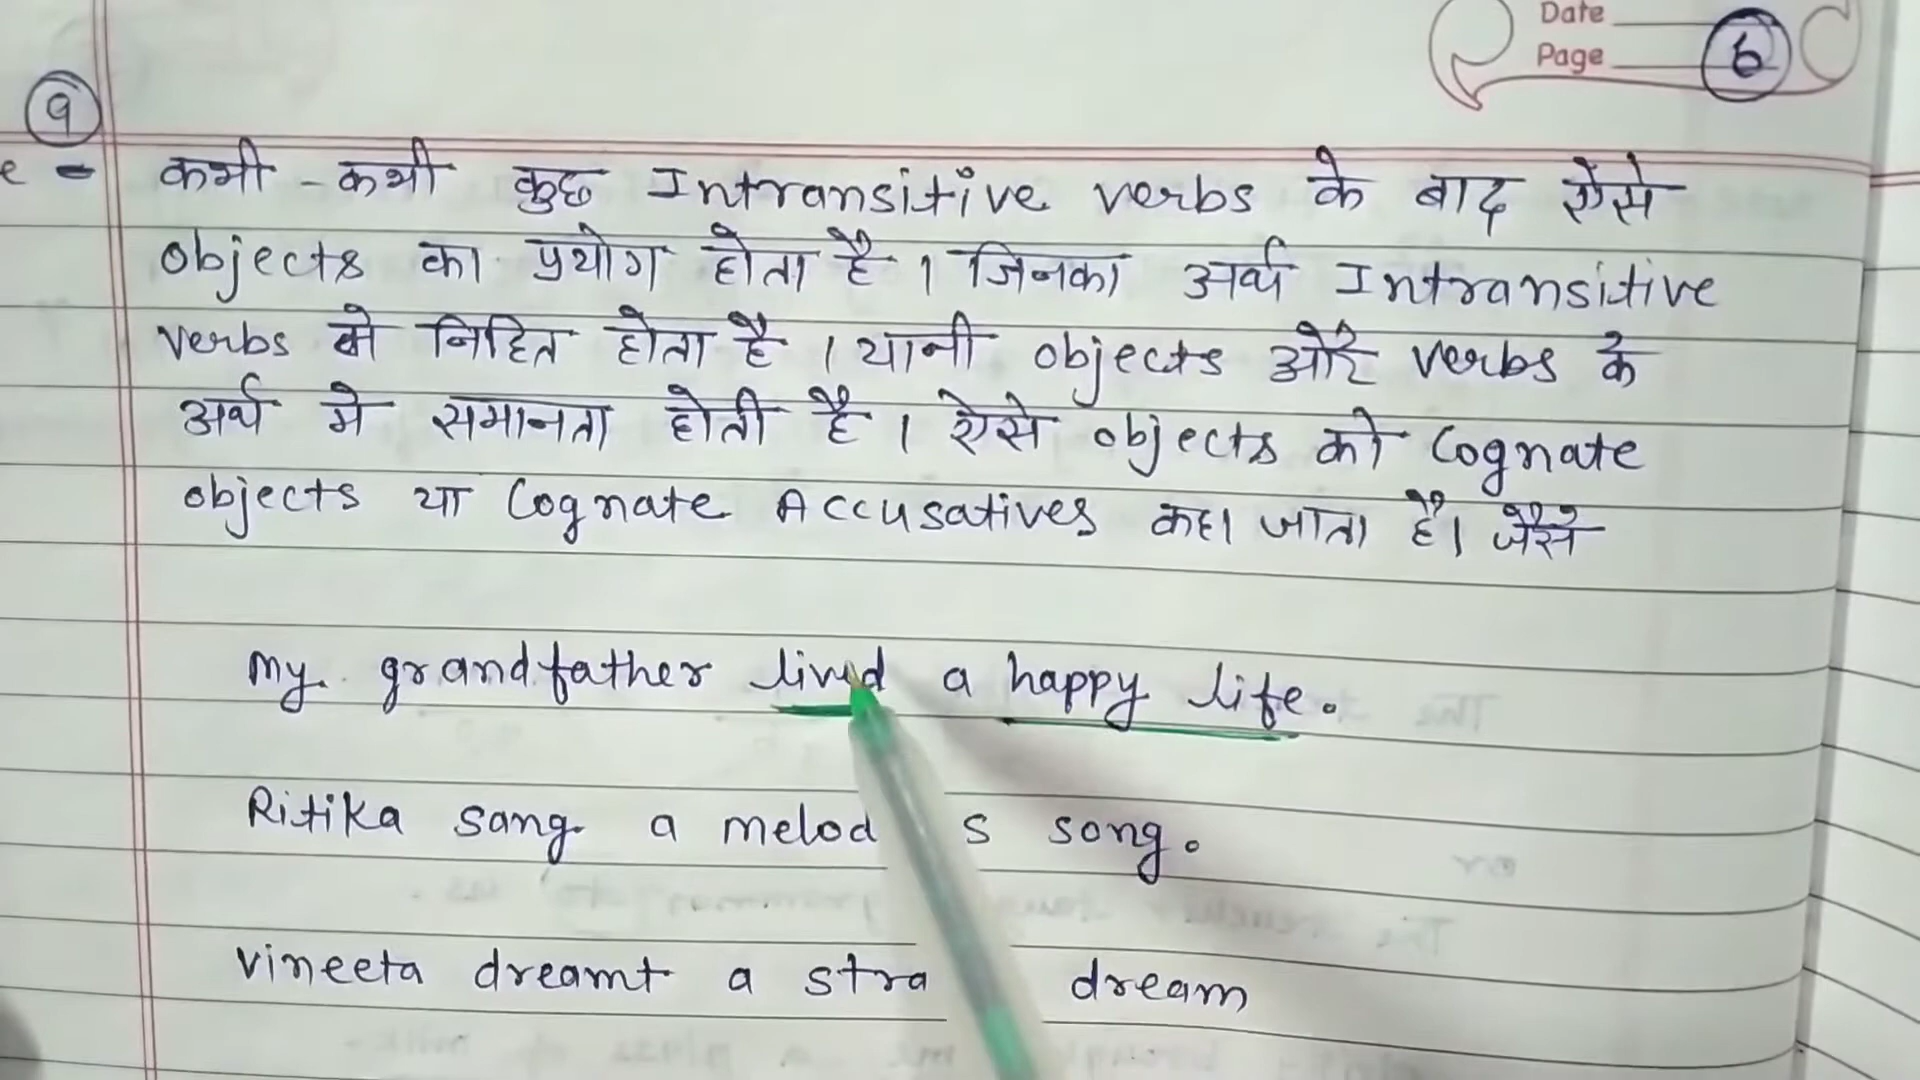 Date
Page 6
9
e - कभी-कभी कुछ Intransitive verbs के बाद ऐसे
objects का प्रयोग होता है। जिनका अर्थ Intransitive
verbs मे निहित होता है। यानी objects और verbs के
अर्थ मे समानता होती है। ऐसे objects को Cognate
objects या Cognate Accusatives कहा जाता है। जैसे
My grandfather lived a happy life.
Ritika sang a melod s song.
Vineeta dreamt a stra dream